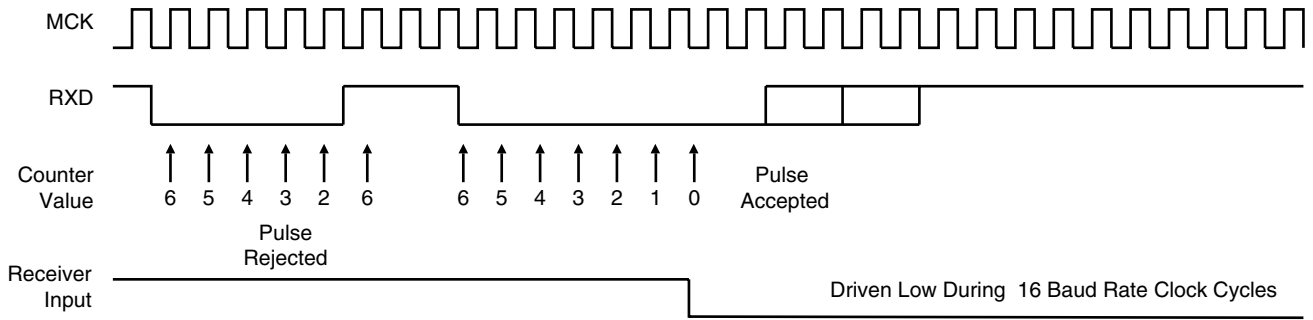 MCK
RXD
Counter
Value
6 5 4 3 2 6 6 5 4 3 2 1 0
Pulse
Accepted
Pulse
Rejected
Receiver
Input
Driven Low During 16 Baud Rate Clock Cycles